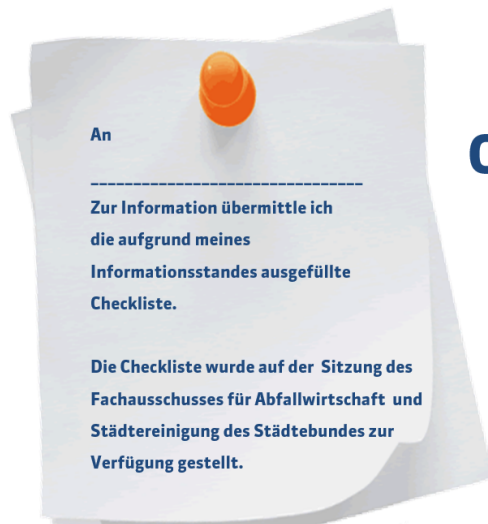 An
________________________________
Zur Information übermittle ich
die aufgrund meines
Informationsstandes ausgefüllte
Checkliste.
Die Checkliste wurde auf der Sitzung des
Fachausschusses für Abfallwirtschaft und
Städtereinigung des Städtebundes zur
Verfügung gestellt.